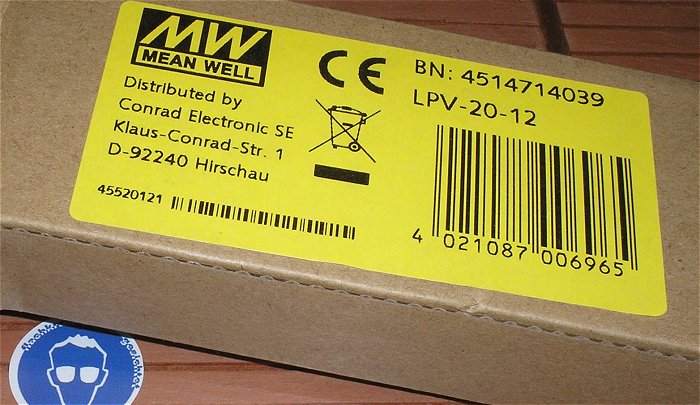 MW
MEAN WELL
Distributed by
Conrad Electronic SE
Klaus-Conrad-Str. 1
D-92240 Hirschau
45520121
CE
BN: 4514714039
LPV-20-12
4 021087 006965